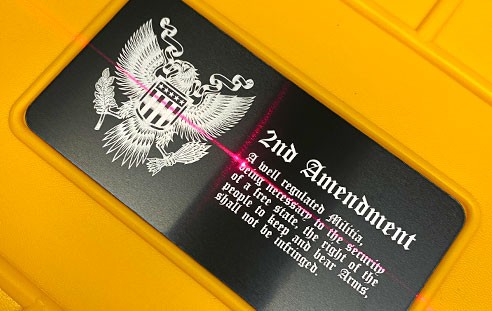 2nd Amendment
A well regulated Militia,
being necessary to the security
of a free state, the right of the
people to keep and bear Arms,
shall not be infringed.